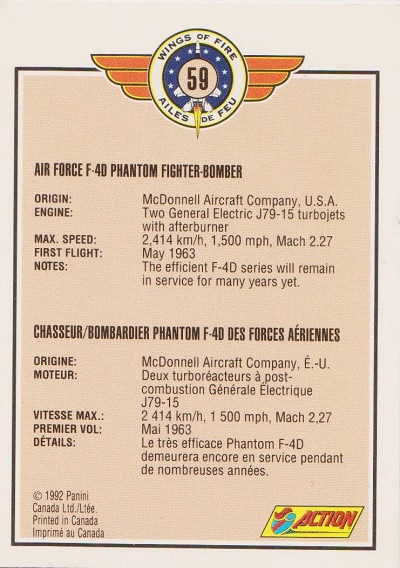 WINGS OF FIRE
59
AILES DE FEU
AIR FORCE F-4D PHANTOM FIGHTER-BOMBER
ORIGIN: McDonnell Aircraft Company, U.S.A.
ENGINE: Two General Electric J79-15 turbojets
with afterburner
MAX. SPEED: 2,414 km/h, 1,500 mph, Mach 2.27
FIRST FLIGHT: May 1963
NOTES: The efficient F-4D series will remain
in service for many years yet.
CHASSEUR/BOMBARDIER PHANTOM F-4D DES FORCES AÉRIENNES
ORIGINE: McDonnell Aircraft Company, É.-U.
MOTEUR: Deux turboréacteurs à post-
combustion Générale Électrique
J79-15
VITESSE MAX.: 2 414 km/h, 1 500 mph, Mach 2,27
PREMIER VOL: Mai 1963
DÉTAILS: Le très efficace Phantom F-4D
demeurera encore en service pendant
de nombreuses années.
© 1992 Panini
Canada Ltd./Ltée.
Printed in Canada
Imprimé au Canada
ACTION